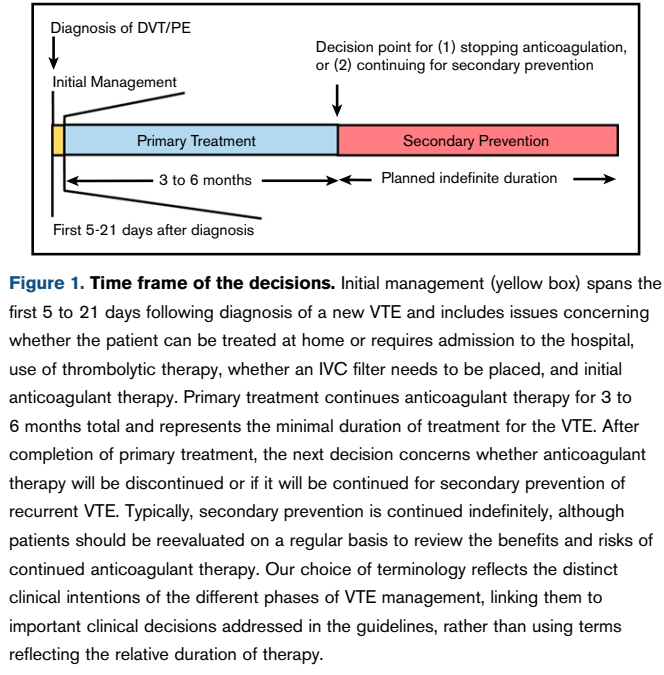 Diagnosis of DVT/PE
Decision point for (1) stopping anticoagulation,
or (2) continuing for secondary prevention
Initial Management
Primary Treatment
Secondary Prevention
3 to 6 months
Planned indefinite duration
First 5-21 days after diagnosis
Figure 1. Time frame of the decisions. Initial management (yellow box) spans the
first 5 to 21 days following diagnosis of a new VTE and includes issues concerning
whether the patient can be treated at home or requires admission to the hospital,
use of thrombolytic therapy, whether an IVC filter needs to be placed, and initial
anticoagulant therapy. Primary treatment continues anticoagulant therapy for 3 to
6 months total and represents the minimal duration of treatment for the VTE. After
completion of primary treatment, the next decision concerns whether anticoagulant
therapy will be discontinued or if it will be continued for secondary prevention of
recurrent VTE. Typically, secondary prevention is continued indefinitely, although
patients should be reevaluated on a regular basis to review the benefits and risks of
continued anticoagulant therapy. Our choice of terminology reflects the distinct
clinical intentions of the different phases of VTE management, linking them to
important clinical decisions addressed in the guidelines, rather than using terms
reflecting the relative duration of therapy.